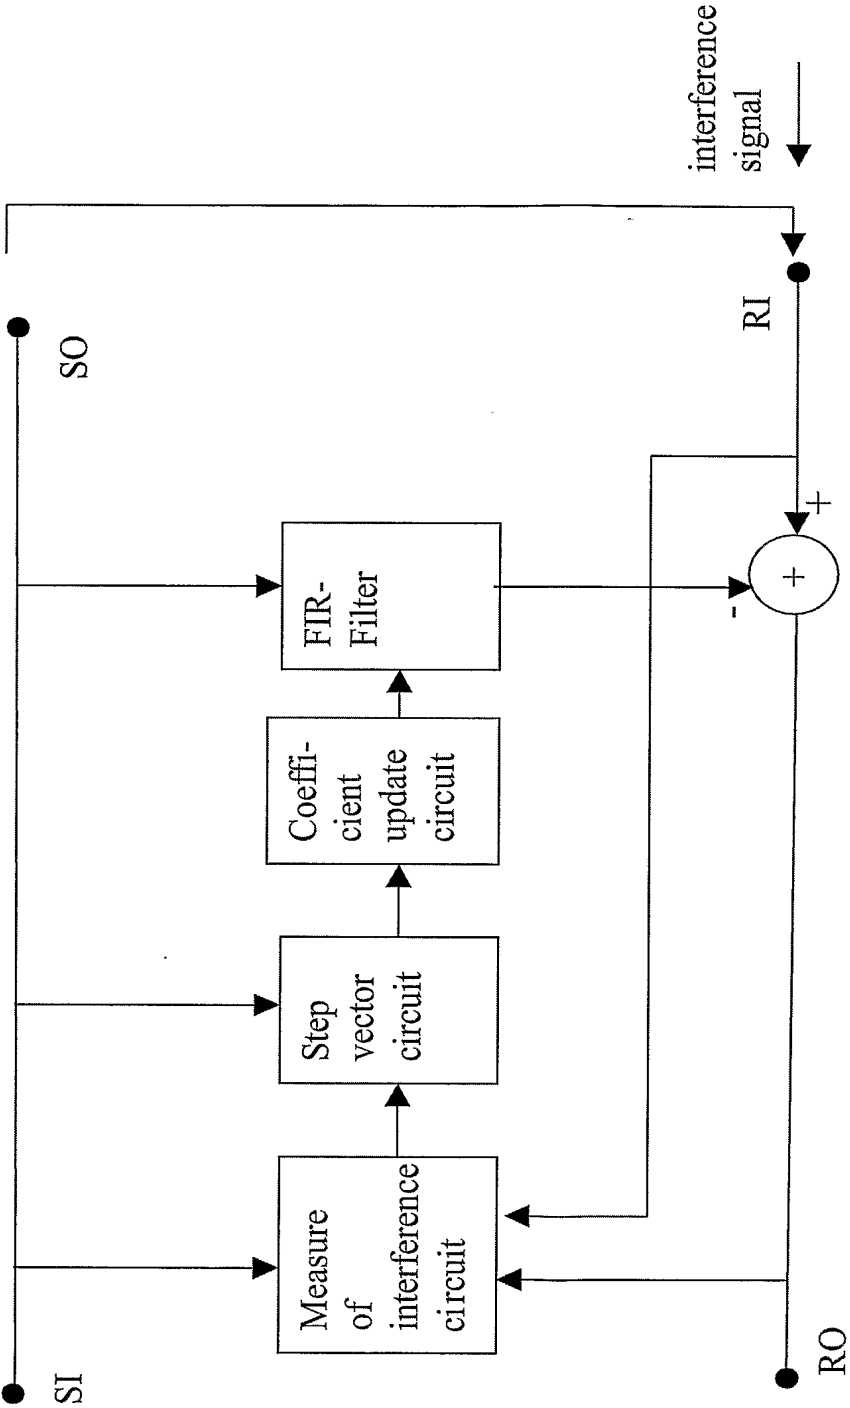 SI
SO
Measure
of
interference
circuit
Step
vector
circuit
Coeffi-
cient
update
circuit
FIR-
Filter
interference
signal
RI
+
+
-
RO